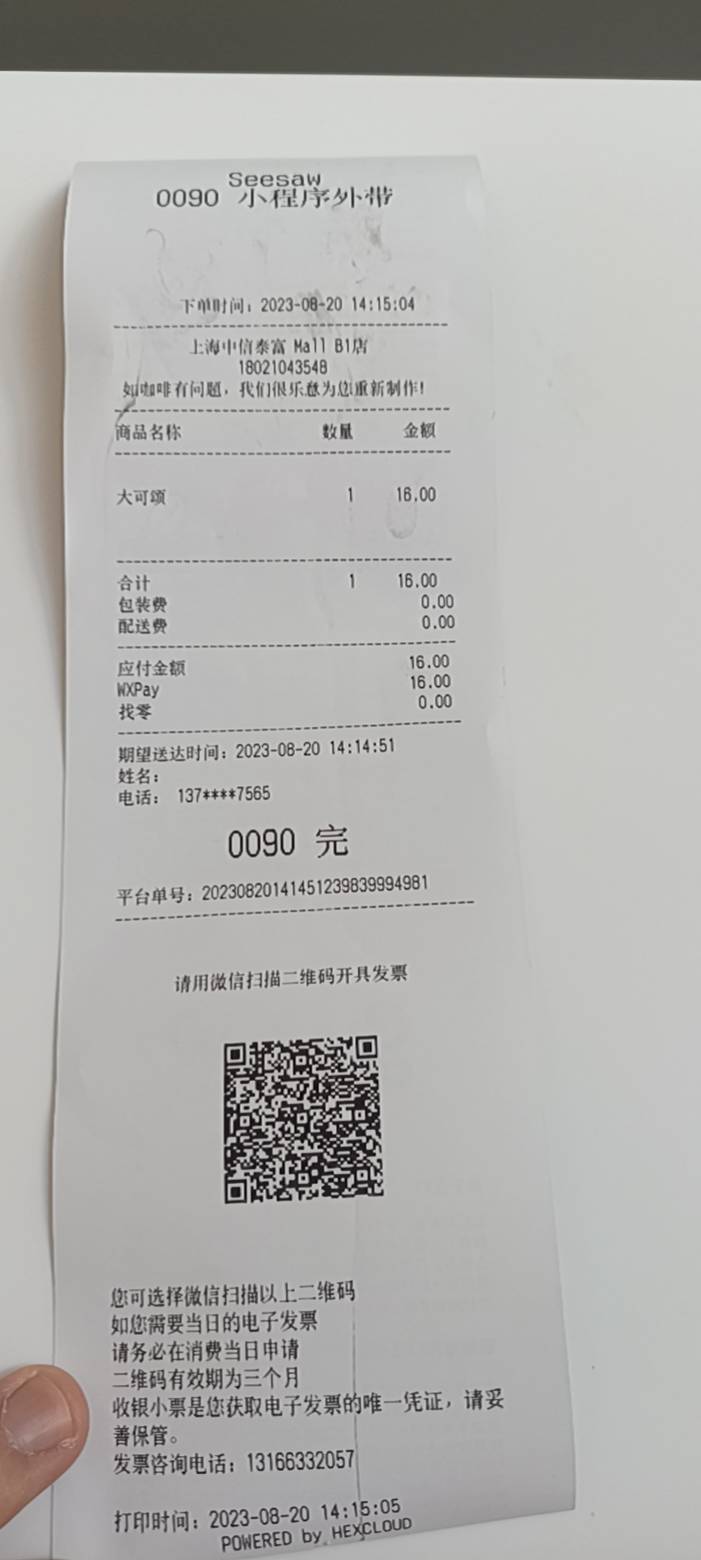 Seesaw
0090 小程序外带
下单时间：2023-08-20 14:15:04
上海中信泰富 Mall B1店
18021043548
如咖啡有问题，我们很乐意为您重新制作！
商品名称 数量 金额
大可颂 1 16.00
合计 1 16.00
包装费 0.00
配送费 0.00
应付金额 16.00
WXPay 16.00
找零 0.00
期望送达时间：2023-08-20 14:14:51
姓名：
电话： 137****7565
0090 完
平台单号：20230820141451239839994981
请用微信扫描二维码开具发票
您可选择微信扫描以上二维码
如您需要当日的电子发票
请务必在消费当日申请
二维码有效期为三个月
收银小票是您获取电子发票的唯一凭证，请妥
善保管。
发票咨询电话：13166332057
打印时间：2023-08-20 14:15:05
POWERED by HEXCLOUD